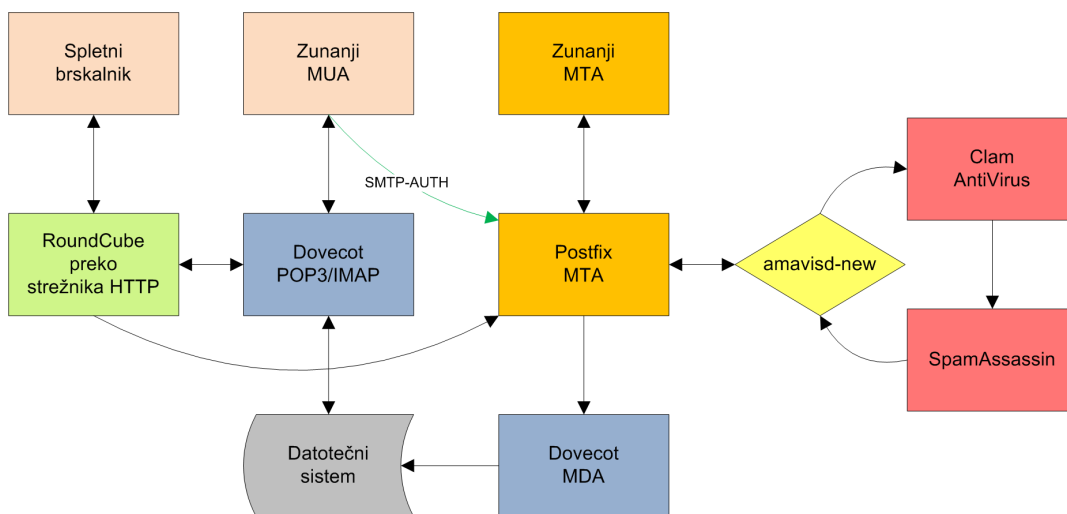 Spletni
brskalnik
Zunanji
MUA
Zunanji
MTA
Clam
AntiVirus
SMTP-AUTH
RoundCube
preko
strežnika HTTP
Dovecot
POP3/IMAP
Postfix
MTA
amavisd-new
SpamAssassin
Datotečni
sistem
Dovecot
MDA